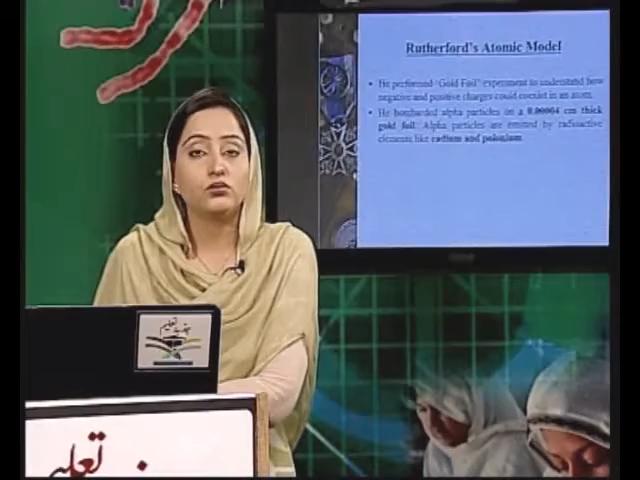 Rutherford's Atomic Model
• He performed "Gold Foil" experiment to understand how
negative and positive charges could coexist in an atom.
• He bombarded alpha particles on a 0.00004 cm thick
gold foil. Alpha particles are emitted by radioactive
elements like radium and polonium.
تعلیم
تعلیم